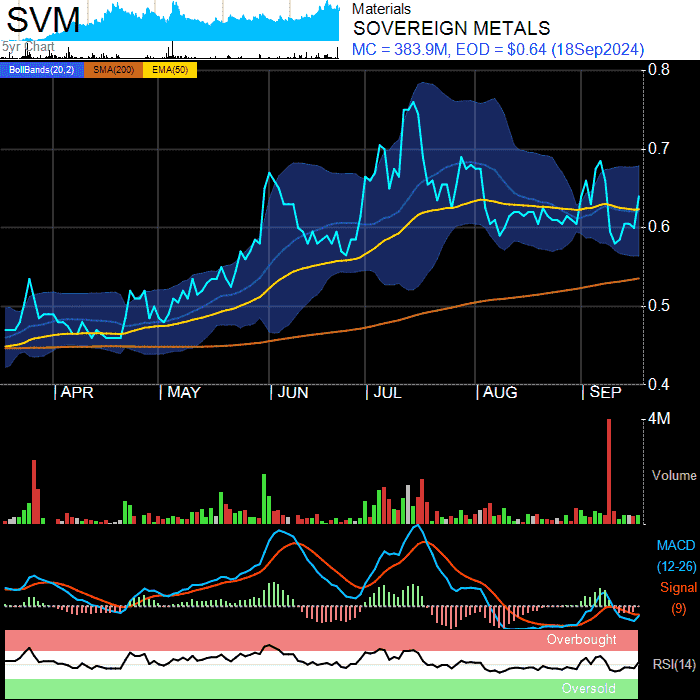 SVM
5yr Chart
Materials
SOVEREIGN METALS
MC = 383.9M, EOD = $0.64 (18Sep2024)
BollBands(20,2) SMA(200) EMA(50)
0.8
0.7
0.6
0.5
0.4
APR MAY JUN JUL AUG SEP
4M
Volume
MACD
(12-26)
Signal
(9)
Overbought
RSI(14)
Oversold